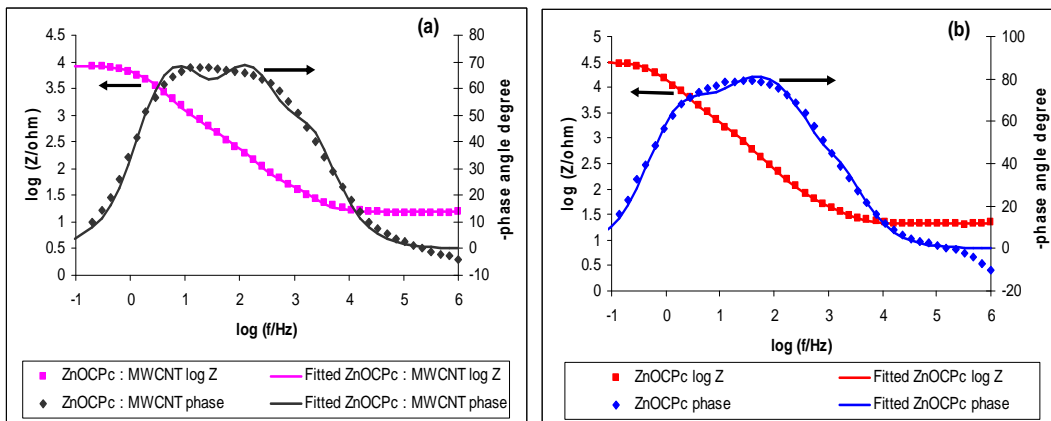 (a)
4.5
4
3.5
3
2.5
2
1.5
1
0.5
0
log (Z/ohm)
80
70
60
50
40
30
20
10
0
-10
-phase angle degree
-1 0 1 2 3 4 5 6
log (f/Hz)
ZnOCPc : MWCNT log Z
Fitted ZnOCPc : MWCNT log Z
ZnOCPc : MWCNT phase
Fitted ZnOCPc : MWCNT phase
(b)
5
4.5
4
3.5
3
2.5
2
1.5
1
0.5
0
log (Z/ohm)
100
80
60
40
20
0
-20
-phase angle degree
-1 0 1 2 3 4 5 6
log (f/Hz)
ZnOCPc log Z
Fitted ZnOCPc log Z
ZnOCPc phase
Fitted ZnOCPc phase